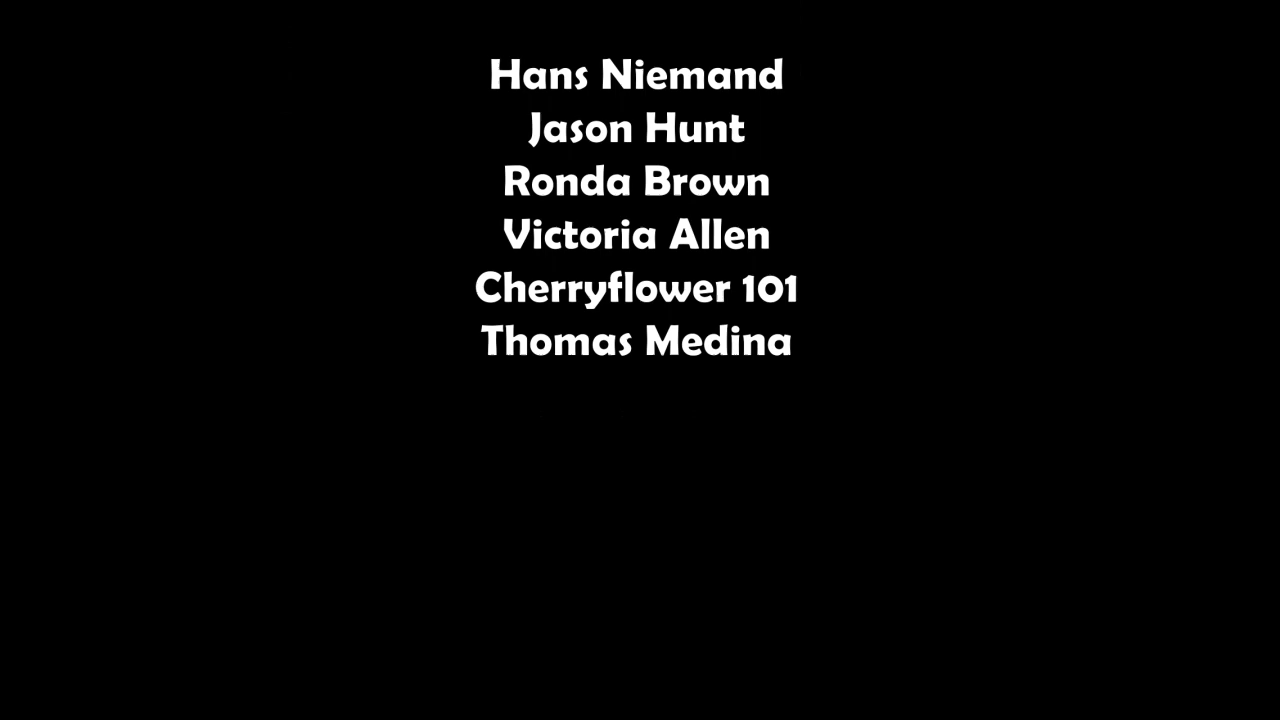 Hans Niemand
Jason Hunt
Ronda Brown
Victoria Allen
Cherryflower 101
Thomas Medina